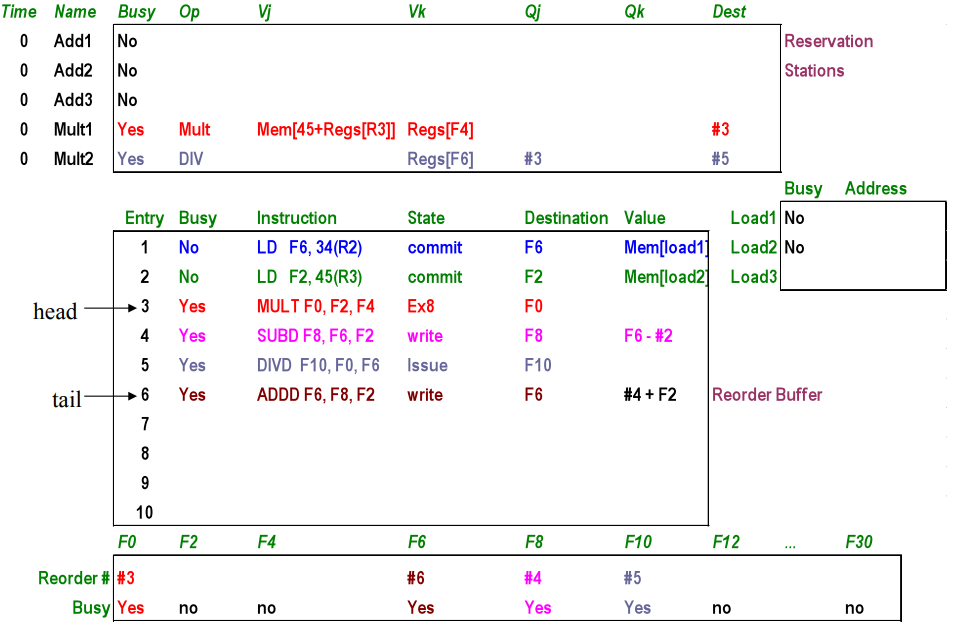 Time Name Busy Op Vj Vk Qj Qk Dest
0 Add1 No Reservation
0 Add2 No Stations
0 Add3 No
0 Mult1 Yes Mult Mem[45+Regs[R3]] Regs[F4] #3
0 Mult2 Yes DIV Regs[F6] #3 #5
Busy Address
Entry Busy Instruction State Destination Value Load1 No
1 No LD F6, 34(R2) commit F6 Mem[load1] Load2 No
2 No LD F2, 45(R3) commit F2 Mem[load2] Load3
head 3 Yes MULT F0, F2, F4 Ex8 F0
4 Yes SUBD F8, F6, F2 write F8 F6 - #2
5 Yes DIVD F10, F0, F6 Issue F10
tail 6 Yes ADDD F6, F8, F2 write F6 #4 + F2 Reorder Buffer
7
8
9
10
F0 F2 F4 F6 F8 F10 F12 ... F30
Reorder # #3 #6 #4 #5
Busy Yes no no Yes Yes Yes no no